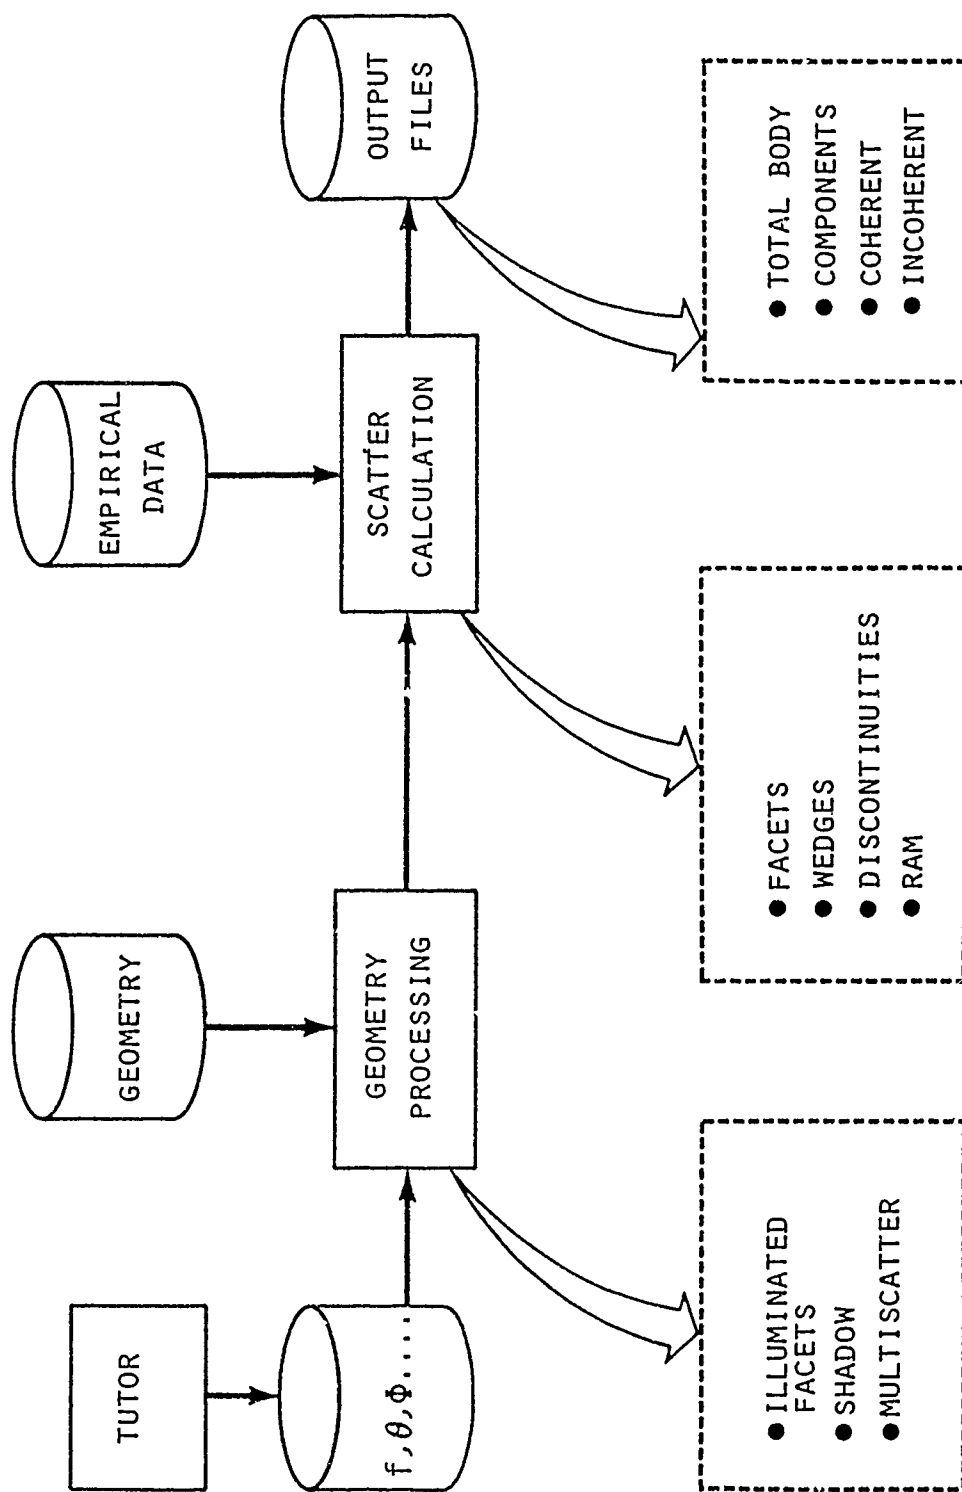 TUTOR
f,θ,Φ....
GEOMETRY
GEOMETRY
PROCESSING
EMPIRICAL
DATA
SCATTER
CALCULATION
OUTPUT
FILES
● ILLUMINATED
FACETS
● SHADOW
● MULTISCATTER
● FACETS
● WEDGES
● DISCONTINUITIES
● RAM
● TOTAL BODY
● COMPONENTS
● COHERENT
● INCOHERENT